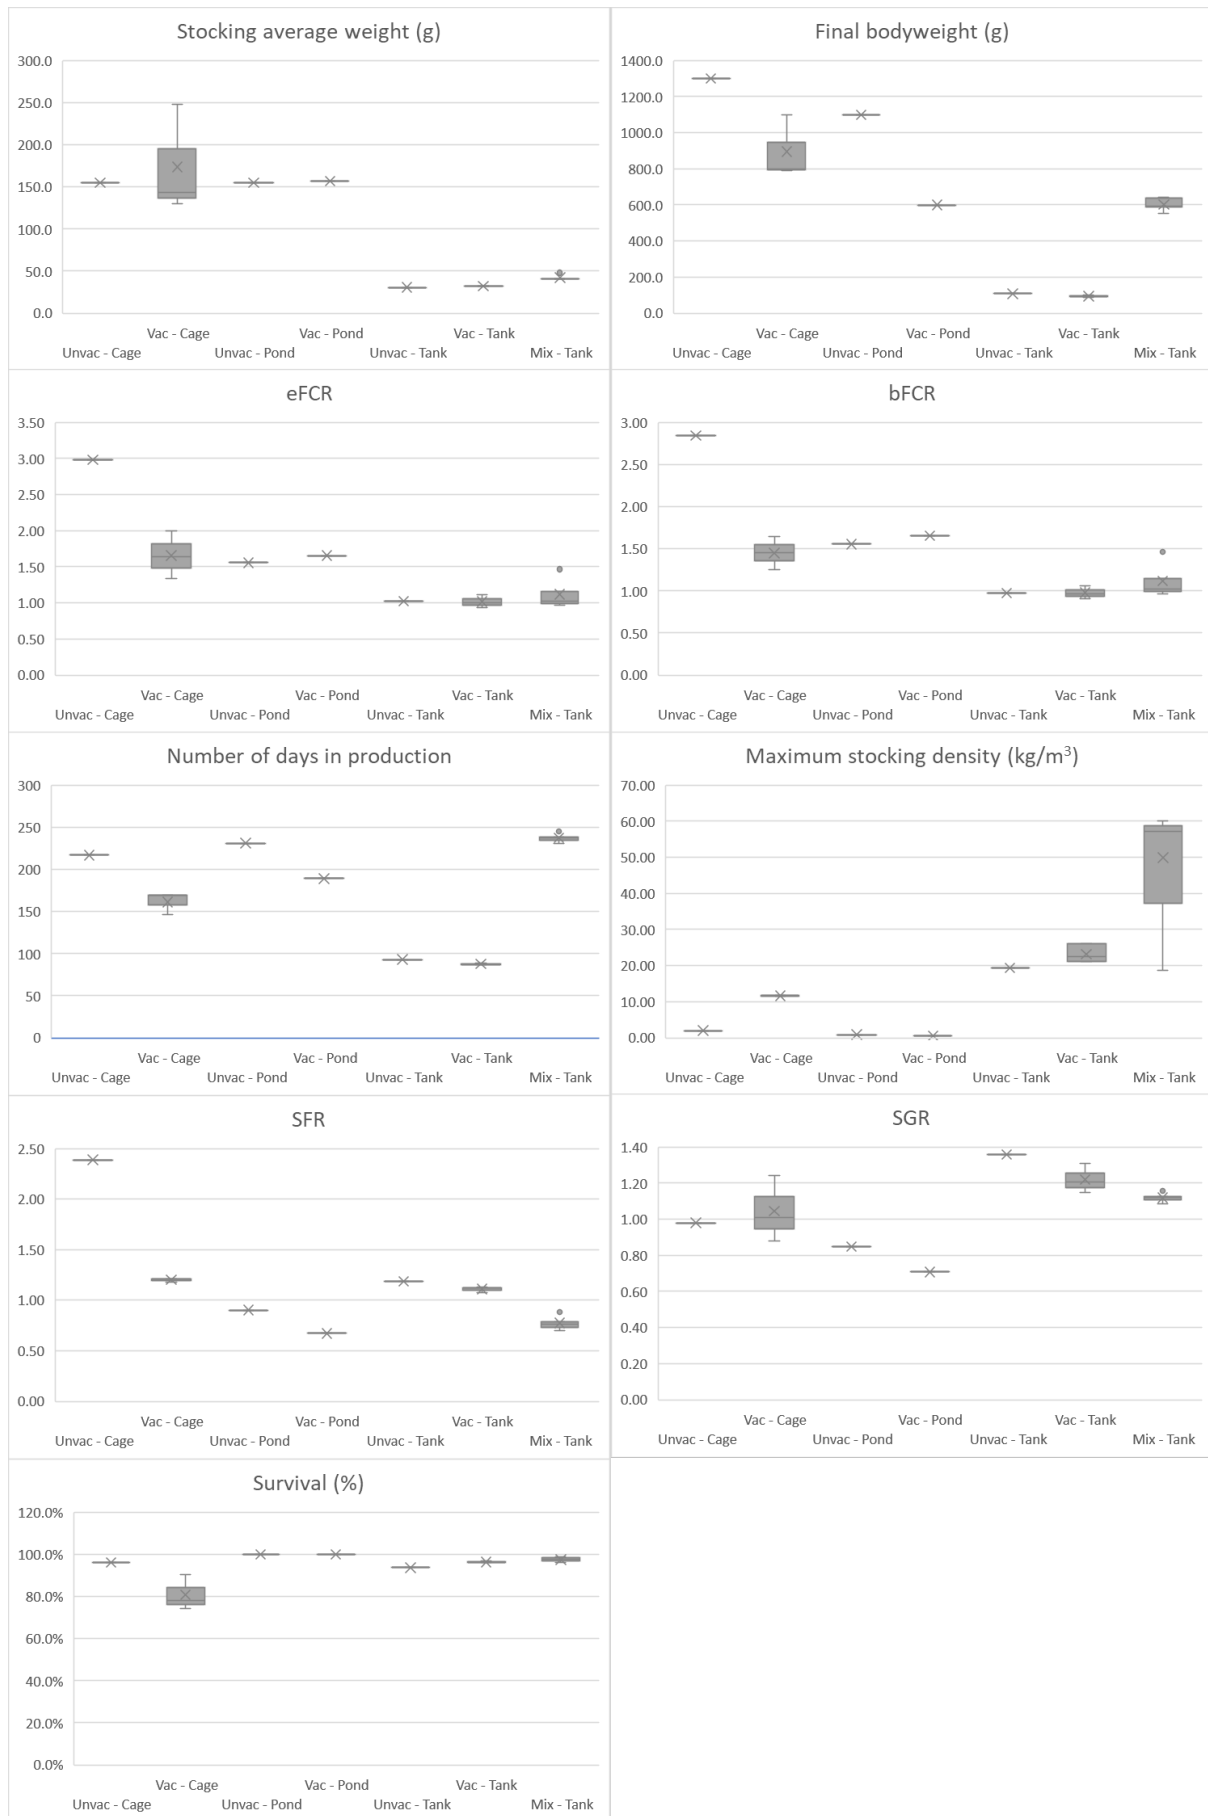 Stocking average weight (g)
300.0
250.0
200.0
150.0
100.0
50.0
0.0
Vac - Cage Vac - Pond Vac - Tank
Unvac - Cage Unvac - Pond Unvac - Tank Mix - Tank
Final bodyweight (g)
1400.0
1200.0
1000.0
800.0
600.0
400.0
200.0
0.0
Vac - Cage Vac - Pond Vac - Tank
Unvac - Cage Unvac - Pond Unvac - Tank Mix - Tank
eFCR
3.50
3.00
2.50
2.00
1.50
1.00
0.50
0.00
Vac - Cage Vac - Pond Vac - Tank
Unvac - Cage Unvac - Pond Unvac - Tank Mix - Tank
bFCR
3.00
2.50
2.00
1.50
1.00
0.50
0.00
Vac - Cage Vac - Pond Vac - Tank
Unvac - Cage Unvac - Pond Unvac - Tank Mix - Tank
Number of days in production
300
250
200
150
100
50
0
Vac - Cage Vac - Pond Vac - Tank
Unvac - Cage Unvac - Pond Unvac - Tank Mix - Tank
Maximum stocking density (kg/m³)
70.00
60.00
50.00
40.00
30.00
20.00
10.00
0.00
Vac - Cage Vac - Pond Vac - Tank
Unvac - Cage Unvac - Pond Unvac - Tank Mix - Tank
SFR
2.50
2.00
1.50
1.00
0.50
0.00
Vac - Cage Vac - Pond Vac - Tank
Unvac - Cage Unvac - Pond Unvac - Tank Mix - Tank
SGR
1.40
1.20
1.00
0.80
0.60
0.40
0.20
0.00
Vac - Cage Vac - Pond Vac - Tank
Unvac - Cage Unvac - Pond Unvac - Tank Mix - Tank
Survival (%)
120.0%
100.0%
80.0%
60.0%
40.0%
20.0%
0.0%
Vac - Cage Vac - Pond Vac - Tank
Unvac - Cage Unvac - Pond Unvac - Tank Mix - Tank